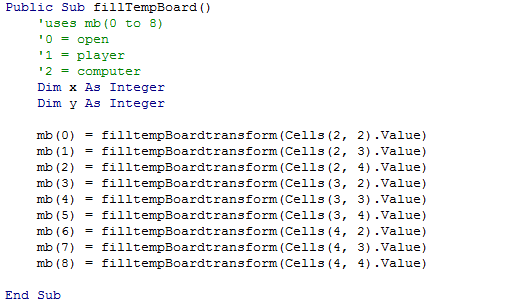 Public Sub fillTempBoard()
    'uses mb(0 to 8)
    '0 = open
    '1 = player
    '2 = computer
    Dim x As Integer
    Dim y As Integer

    mb(0) = filltempBoardtransform(Cells(2, 2).Value)
    mb(1) = filltempBoardtransform(Cells(2, 3).Value)
    mb(2) = filltempBoardtransform(Cells(2, 4).Value)
    mb(3) = filltempBoardtransform(Cells(3, 2).Value)
    mb(4) = filltempBoardtransform(Cells(3, 3).Value)
    mb(5) = filltempBoardtransform(Cells(3, 4).Value)
    mb(6) = filltempBoardtransform(Cells(4, 2).Value)
    mb(7) = filltempBoardtransform(Cells(4, 3).Value)
    mb(8) = filltempBoardtransform(Cells(4, 4).Value)

End Sub